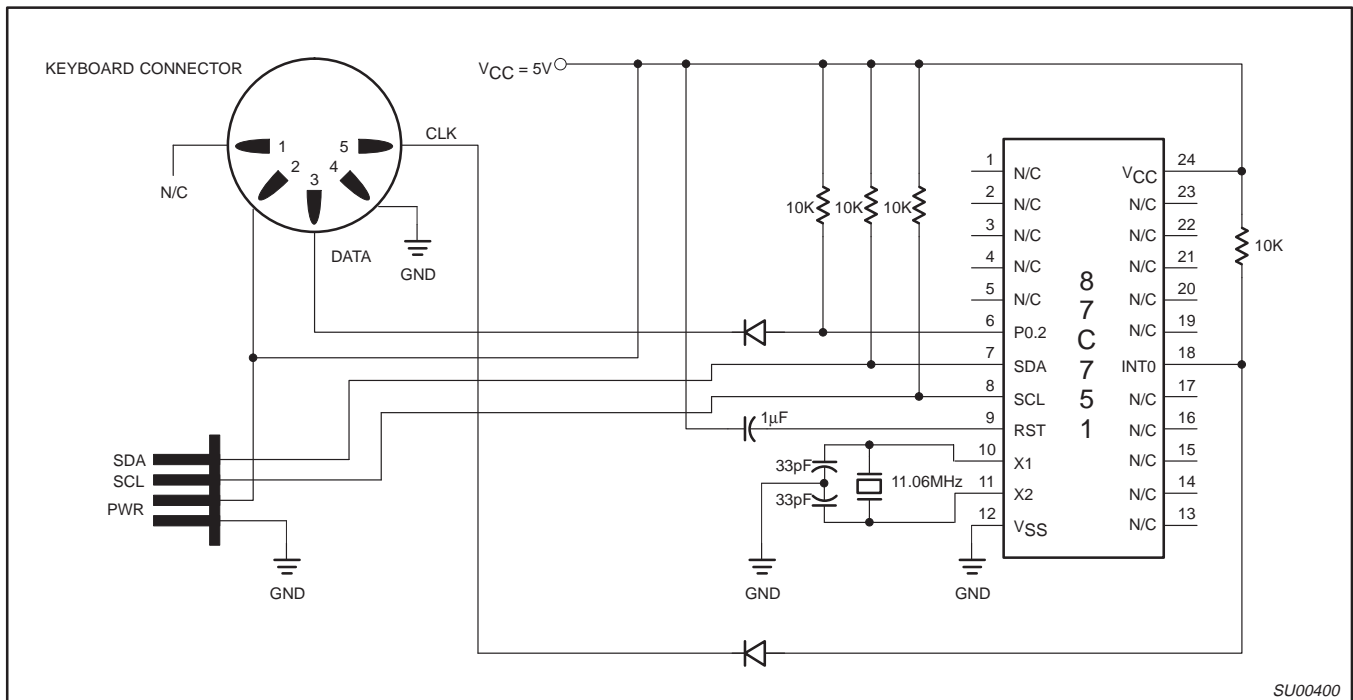 KEYBOARD CONNECTOR
V_CC = 5V
CLK
1
5
2
4
3
N/C
DATA
GND
10K
10K
10K
10K
1
N/C
2
N/C
3
N/C
4
N/C
5
N/C
6
P0.2
7
SDA
8
SCL
9
RST
10
X1
11
X2
12
VSS
8
7
C
7
5
1
VCC
24
N/C
23
N/C
22
N/C
21
N/C
20
N/C
19
INT0
18
N/C
17
N/C
16
N/C
15
N/C
14
N/C
13
1µF
33pF
33pF
11.06MHz
SDA
SCL
PWR
GND
GND
GND
SU00400